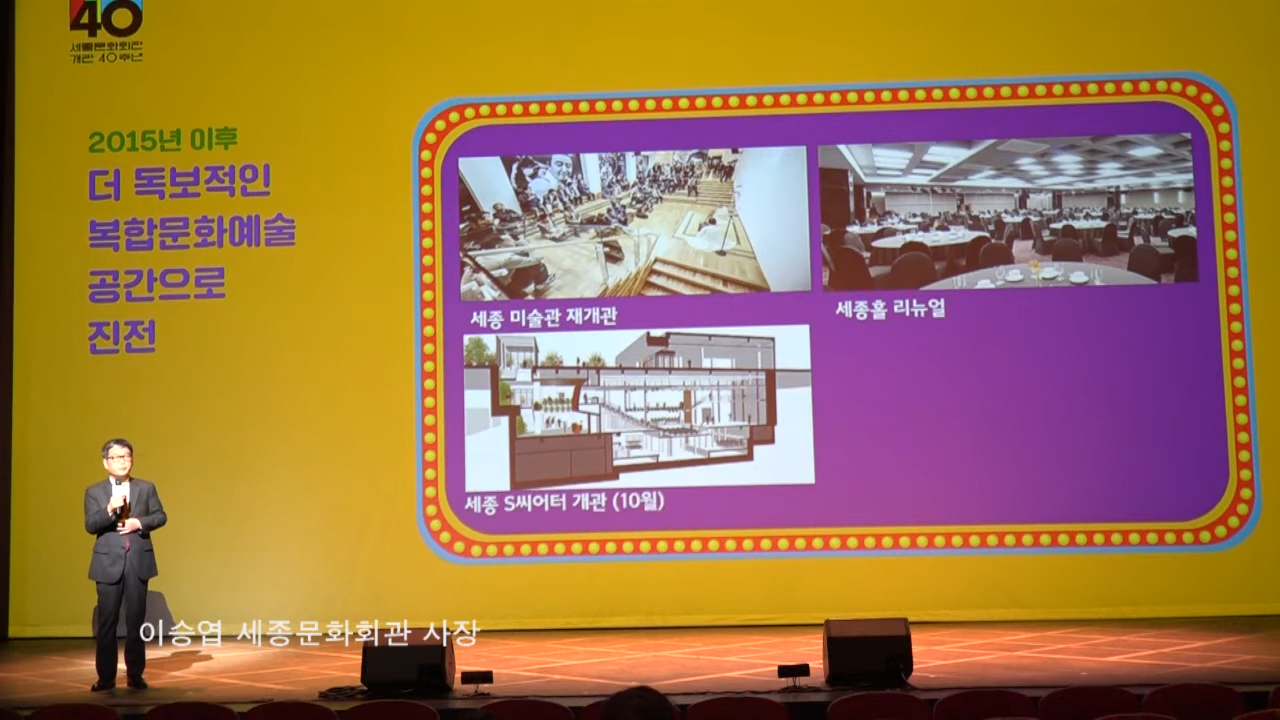 40
세종문화회관
개관 40주년
2015년 이후
더 독보적인
복합문화예술
공간으로
진전
세종 미술관 재개관
세종홀 리뉴얼
세종 S씨어터 개관 (10월)
이승엽 세종문화회관 사장